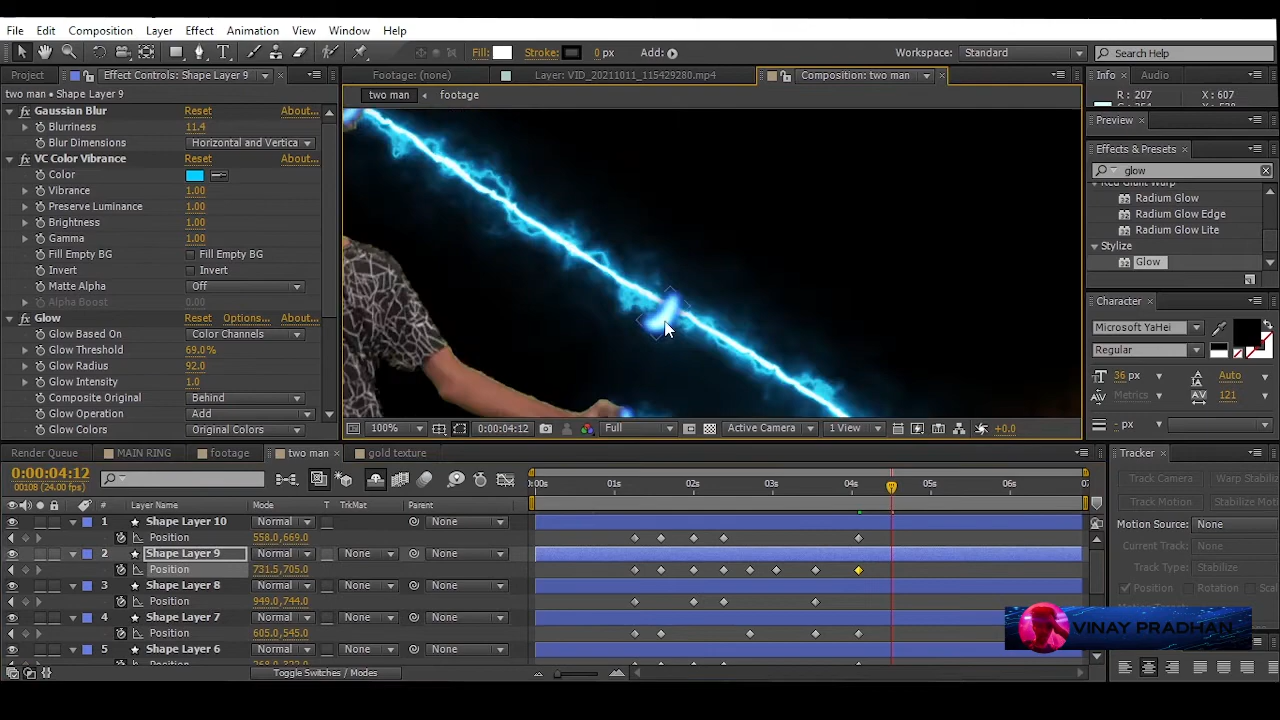 File Edit Composition Layer Effect Animation View Window Help
Fill: Stroke: 0 px Add: Workspace: Standard Search Help
Project Effect Controls: Shape Layer 9 Footage: (none) Layer: VID_20211011_115429280.mp4 Composition: two man Info Audio
two man • Shape Layer 9 two man footage R : 207 X : 607
Gaussian Blur Reset About... Preview
Blurriness 11.4
Blur Dimensions Horizontal and Vertica Effects & Presets
VC Color Vibrance Reset About... glow
Color
Vibrance 1.00 Radium Glow
Preserve Luminance 1.00 Radium Glow Edge
Brightness 1.00 Radium Glow Lite
Gamma 1.00
Fill Empty BG Fill Empty BG Stylize
Invert Invert Glow
Matte Alpha Off
Alpha Boost 0.00 Character
Glow Reset Options... About... Microsoft YaHei
Glow Based On Color Channels
Glow Threshold 69.0% Regular
Glow Radius 92.0 36 px Auto
Glow Intensity 1.0 Metrics 121
Composite Original Behind
Glow Operation Add - px
Glow Colors Original Colors 100% 0:00:04:12 Full Active Camera 1 View +0.0
Render Queue MAIN RING footage two man gold texture Tracker
0:00:04:12 Track Camera Warp Stabiliz
00108 (24.00 fps) :00s 01s 02s 03s 04s 05s 06s 07
Track Motion Stabilize Mo
# Layer Name Mode T TrkMat Parent
1 Shape Layer 10 Normal None Motion Source: None
Position 558.0,669.0
2 Shape Layer 9 Normal None None Current Track: None
Position 731.5,705.0 Track Type: Stabilize
3 Shape Layer 8 Normal None None Position Rotation Scal
Position 949.0,744.0
4 Shape Layer 7 Normal None None
Position 605.0,545.0 VINAY PRADHAN
5 Shape Layer 6 Normal None None
Toggle Switches / Modes